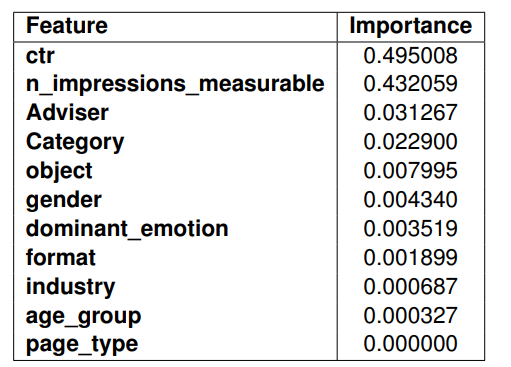 Feature Importance
ctr 0.495008
n_impressions_measurable 0.432059
Adviser 0.031267
Category 0.022900
object 0.007995
gender 0.004340
dominant_emotion 0.003519
format 0.001899
industry 0.000687
age_group 0.000327
page_type 0.000000